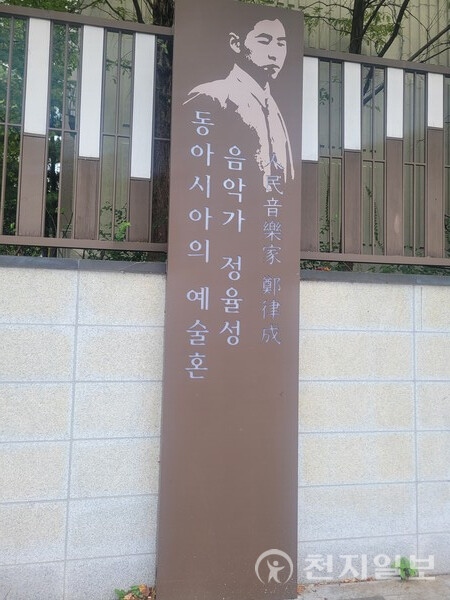 人民音樂家 鄭律成
음악가 정율성
동아시아의 예술혼
천지일보